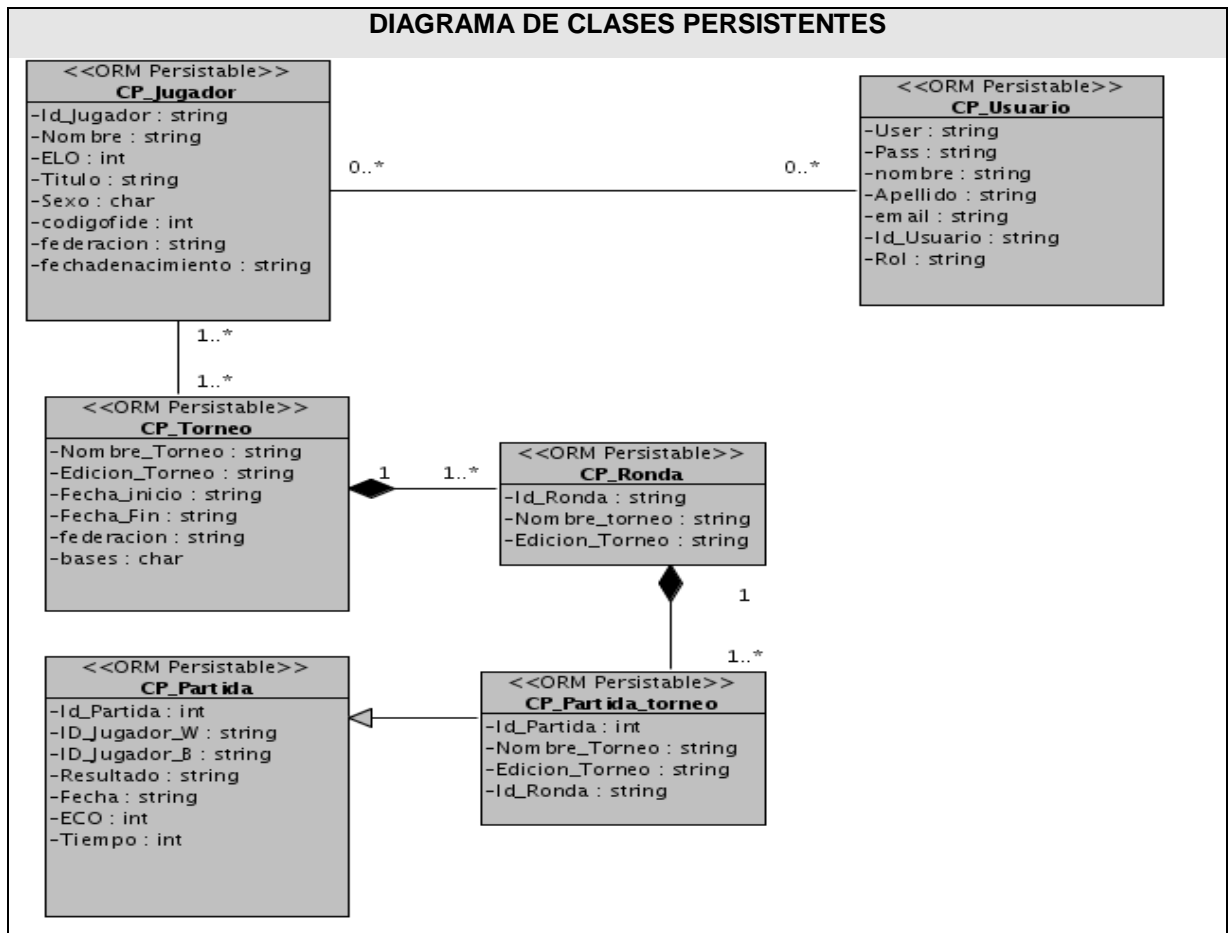 DIAGRAMA DE CLASES PERSISTENTES
<<ORM Persistable>>
CP_Jugador
-Id_Jugador : string
-Nombre : string
-ELO : int
-Titulo : string
-Sexo : char
-codigofide : int
-federacion : string
-fechadenacimiento : string
0..*
0..*
<<ORM Persistable>>
CP_Usuario
-User : string
-Pass : string
-nombre : string
-Apellido : string
-email : string
-Id_Usuario : string
-Rol : string
1..*
1..*
<<ORM Persistable>>
CP_Torneo
-Nombre_Torneo : string
-Edicion_Torneo : string
-Fecha_inicio : string
-Fecha_Fin : string
-federacion : string
-bases : char
1
1..*
<<ORM Persistable>>
CP_Ronda
-Id_Ronda : string
-Nombre_torneo : string
-Edicion_Torneo : string
1
1..*
<<ORM Persistable>>
CP_Partida
-Id_Partida : int
-ID_Jugador_W : string
-ID_Jugador_B : string
-Resultado : string
-Fecha : string
-ECO : int
-Tiempo : int
<<ORM Persistable>>
CP_Partida_torneo
-Id_Partida : int
-Nombre_Torneo : string
-Edicion_Torneo : string
-Id_Ronda : string